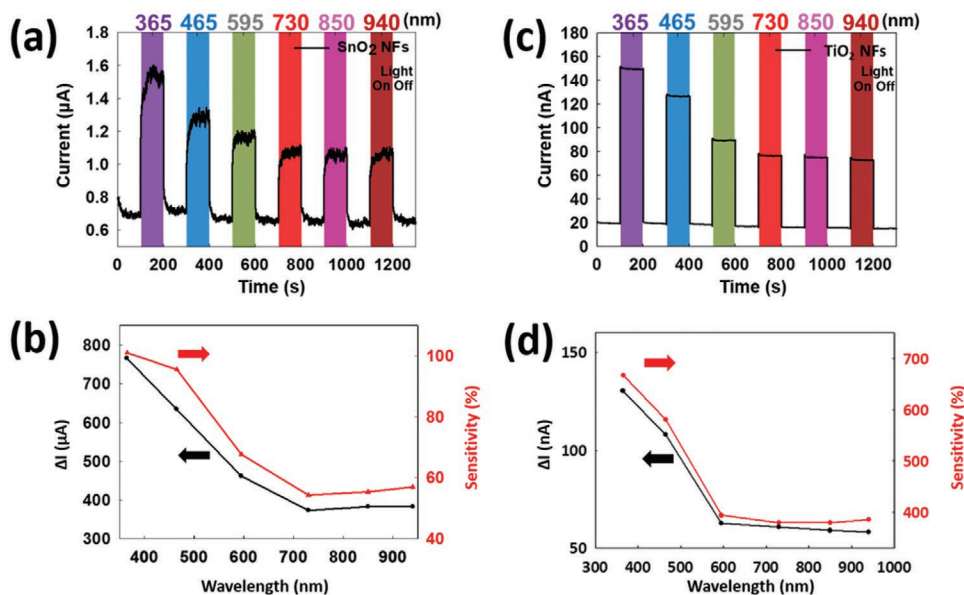 (a)
365 465 595 730 850 940 (nm)
1.8
1.6
1.4
1.2
1.0
0.8
0.6
Current (µA)
SnO2 NFs
Light
On Off
0 200 400 600 800 1000 1200
Time (s)
(c)
365 465 595 730 850 940 (nm)
180
160
140
120
100
80
60
40
20
0
Current (nA)
TiO2 NFs
Light
On Off
0 200 400 600 800 1000 1200
Time (s)
(b)
800
700
600
500
400
300
ΔI (µA)
100
80
60
40
Sensitivity (%)
400 500 600 700 800 900
Wavelength (nm)
(d)
150
100
50
ΔI (nA)
700
600
500
400
Sensitivity (%)
300 400 500 600 700 800 900 1000
Wavelength (nm)